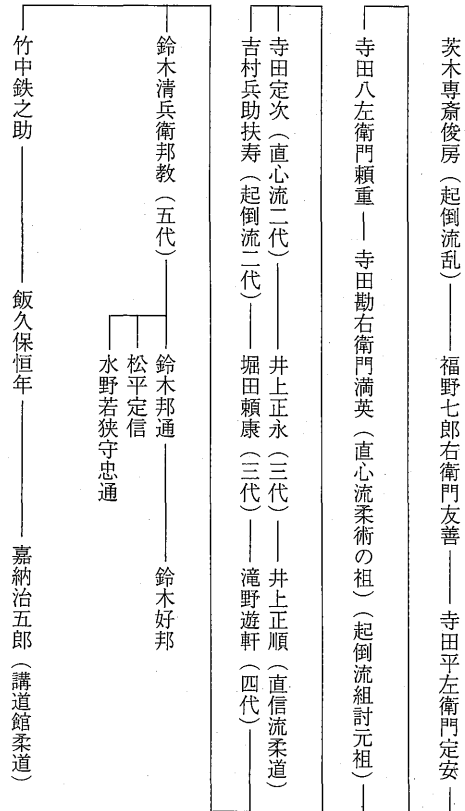 茨木専斎俊房（起倒流乱）―福野七郎右衛門友善―寺田平左衛門定安
寺田八左衛門頼重―寺田勘右衛門満英（直心流柔術の祖）（起倒流組討元祖）
寺田定次（直心流二代）―井上正永（三代）―井上正順（直信流柔道）
吉村兵助扶寿（起倒流二代）―堀田頼康（三代）―滝野遊軒（四代）
鈴木清兵衛邦教（五代）―鈴木邦通―鈴木好邦
松平定信
水野若狭守忠通
竹中鉄之助―飯久保恒年―嘉納治五郎（講道館柔道）